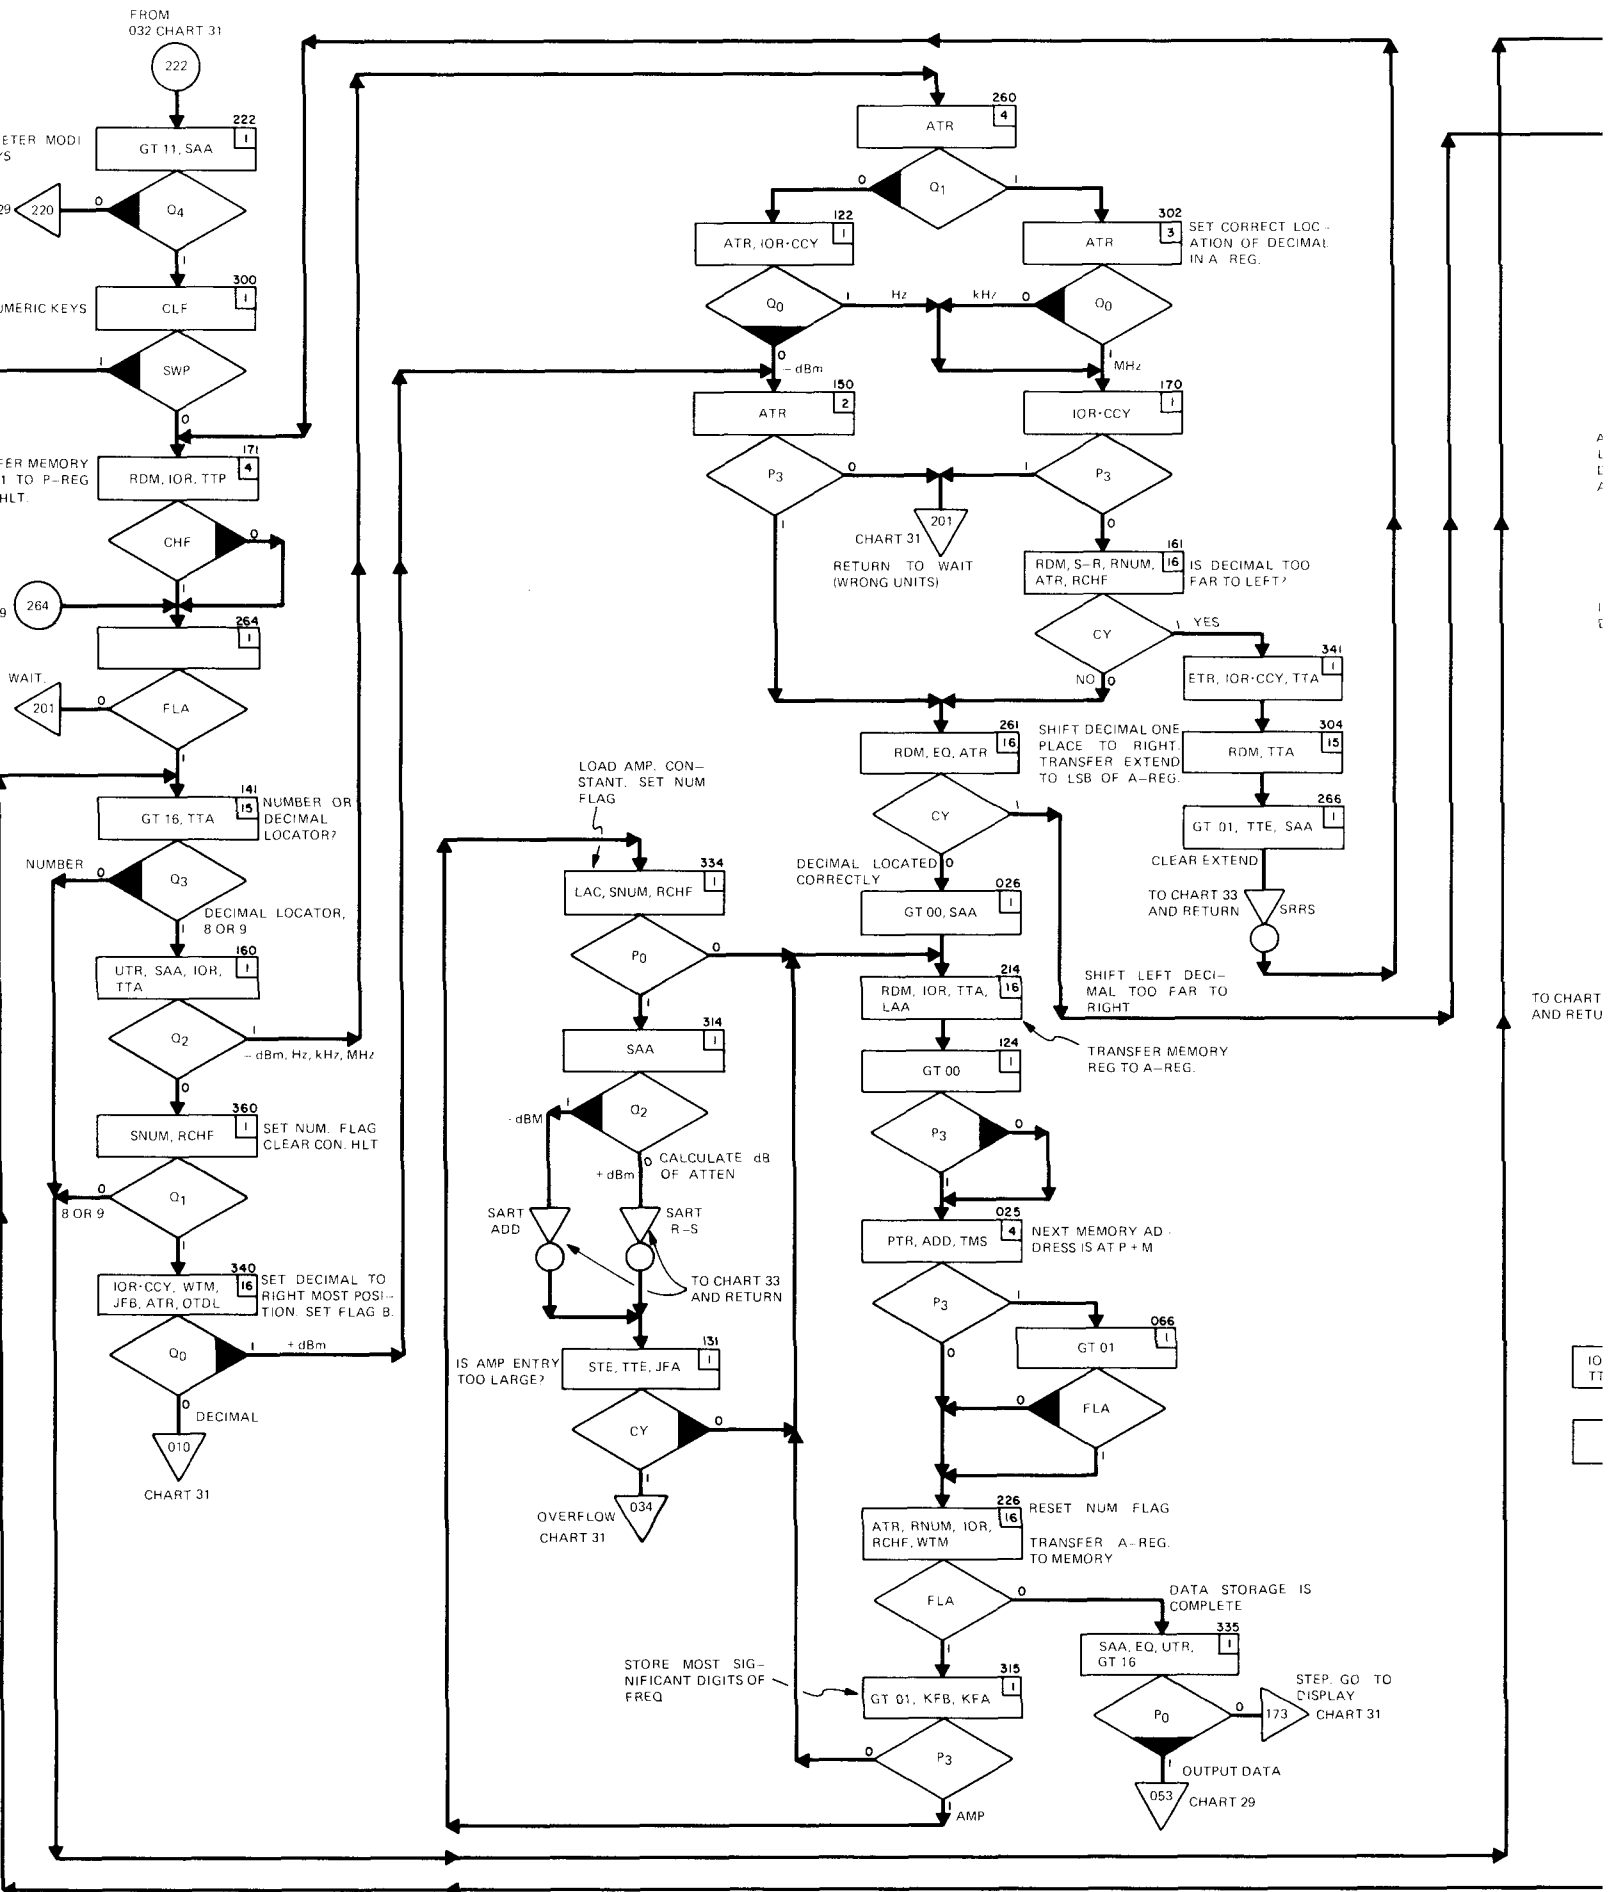 FROM
032 CHART 31
222
222
ETER MODI
YS
GT 11, SAA
1
29
220
0
Q4
1
300
UMERIC KEYS
CLF
1
1
SWP
0
171
FER MEMORY
1 TO P-REG
HLT.
RDM, IOR, TTP
4
CHF
0
1
9
264
264
1
WAIT.
201
0
FLA
1
141
GT 16, TTA
15
NUMBER OR
DECIMAL
LOCATOR?
NUMBER
0
Q3
DECIMAL LOCATOR,
8 OR 9
1
160
UTR, SAA, IOR,
TTA
1
Q2
1
- dBm, Hz, kHz, MHz
0
360
SNUM, RCHF
1
SET NUM. FLAG
CLEAR CON. HLT
0
8 OR 9
Q1
1
340
IOR·CCY, WTM,
JFB, ATR, OTDL
16
SET DECIMAL TO
RIGHT MOST POSI-
TION. SET FLAG B.
Q0
1
+ dBm
0
DECIMAL
010
CHART 31
260
ATR
4
0
Q1
1
122
ATR, IOR·CCY
1
302
ATR
3
SET CORRECT LOC-
ATION OF DECIMAL
IN A REG.
Q0
1
Hz
kHz
0
Q0
0
- dBm
1
MHz
150
ATR
2
170
IOR·CCY
1
P3
0
1
P3
1
201
CHART 31
RETURN TO WAIT
(WRONG UNITS)
0
161
RDM, S-R, RNUM,
ATR, RCHF
16
IS DECIMAL TOO
FAR TO LEFT?
CY
1
YES
NO
0
341
ETR, IOR·CCY, TTA
1
304
RDM, TTA
15
266
GT 01, TTE, SAA
1
CLEAR EXTEND
TO CHART 33
AND RETURN
SRRS
261
RDM, EQ, ATR
16
SHIFT DECIMAL ONE
PLACE TO RIGHT.
TRANSFER EXTEND
TO LSB OF A-REG.
CY
1
DECIMAL LOCATED
CORRECTLY
0
026
GT 00, SAA
1
SHIFT LEFT DECI-
MAL TOO FAR TO
RIGHT
214
RDM, IOR, TTA,
LAA
16
TRANSFER MEMORY
REG TO A-REG.
124
GT 00
1
P3
0
1
025
PTR, ADD, TMS
4
NEXT MEMORY AD-
DRESS IS AT P + M
P3
1
0
066
GT 01
1
0
FLA
1
226
ATR, RNUM, IOR,
RCHF, WTM
16
RESET NUM FLAG
TRANSFER A-REG.
TO MEMORY
FLA
0
DATA STORAGE IS
COMPLETE
1
335
SAA, EQ, UTR,
GT 16
1
P0
0
173
STEP. GO TO
DISPLAY
CHART 31
1
OUTPUT DATA
053
CHART 29
STORE MOST SIG-
NIFICANT DIGITS OF
FREQ
315
GT 01, KFB, KFA
1
0
P3
1
AMP
LOAD AMP. CON-
STANT. SET NUM
FLAG
334
LAC, SNUM, RCHF
1
P0
0
1
314
SAA
1
- dBM
1
Q2
+ dBm
0
CALCULATE dB
OF ATTEN
SART
ADD
SART
R-S
TO CHART 33
AND RETURN
131
IS AMP ENTRY
TOO LARGE?
STE, TTE, JFA
1
CY
0
1
034
OVERFLOW
CHART 31
TO CHART
AND RETU
IO
TT